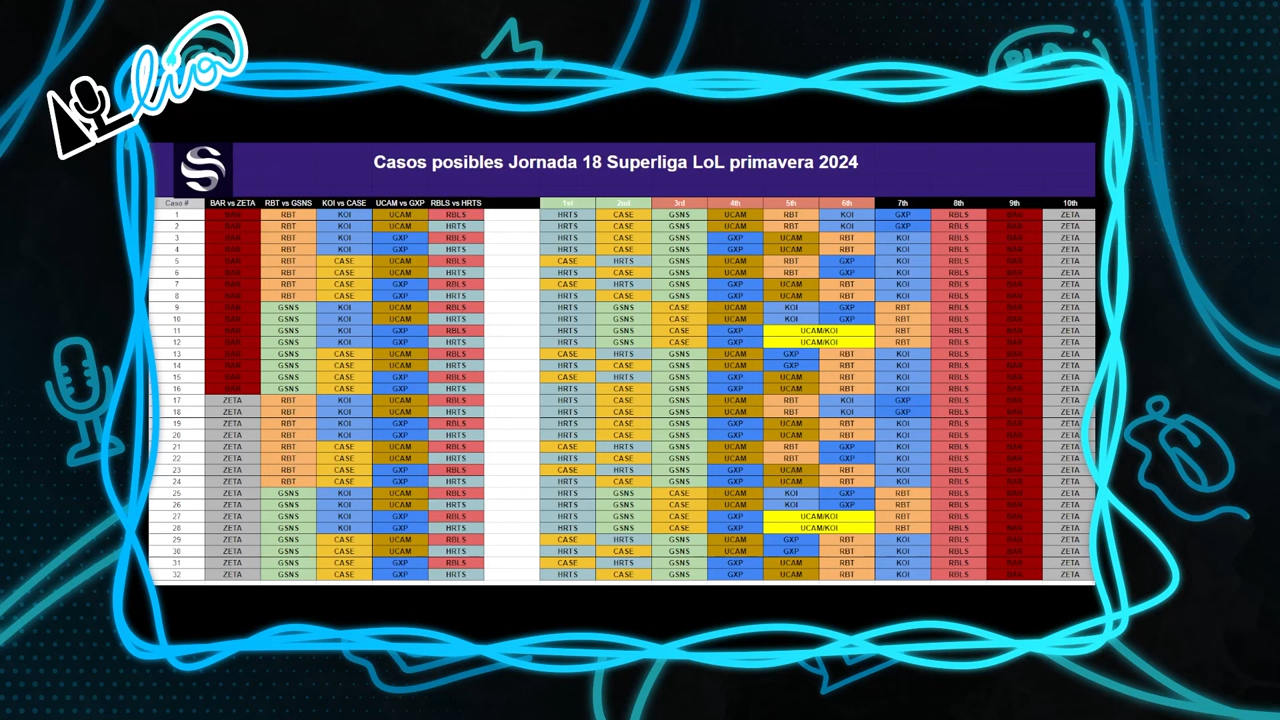 lio
Casos posibles Jornada 18 Superliga LoL primavera 2024
Caso # BAR vs ZETA RBT vs GSNS KOI vs CASE UCAM vs GXP RBLS vs HRTS 1st 2nd 3rd 4th 5th 6th 7th 8th 9th 10th
1 BAR RBT KOI UCAM RBLS HRTS CASE GSNS UCAM RBT KOI GXP RBLS BAR ZETA
2 BAR RBT KOI UCAM HRTS HRTS CASE GSNS UCAM RBT KOI GXP RBLS BAR ZETA
3 BAR RBT KOI GXP RBLS HRTS CASE GSNS GXP UCAM RBT KOI RBLS BAR ZETA
4 BAR RBT KOI GXP HRTS HRTS CASE GSNS GXP UCAM RBT KOI RBLS BAR ZETA
5 BAR RBT CASE UCAM RBLS CASE HRTS GSNS UCAM RBT GXP KOI RBLS BAR ZETA
6 BAR RBT CASE UCAM HRTS HRTS CASE GSNS UCAM RBT GXP KOI RBLS BAR ZETA
7 BAR RBT CASE GXP RBLS CASE HRTS GSNS GXP UCAM RBT KOI RBLS BAR ZETA
8 BAR RBT CASE GXP HRTS HRTS CASE GSNS GXP UCAM RBT KOI RBLS BAR ZETA
9 BAR GSNS KOI UCAM RBLS HRTS GSNS CASE UCAM KOI GXP RBT RBLS BAR ZETA
10 BAR GSNS KOI UCAM HRTS HRTS GSNS CASE UCAM KOI GXP RBT RBLS BAR ZETA
11 BAR GSNS KOI GXP RBLS HRTS GSNS CASE GXP UCAM/KOI RBT RBLS BAR ZETA
12 BAR GSNS KOI GXP HRTS HRTS GSNS CASE GXP UCAM/KOI RBT RBLS BAR ZETA
13 BAR GSNS CASE UCAM RBLS CASE HRTS GSNS UCAM GXP RBT KOI RBLS BAR ZETA
14 BAR GSNS CASE UCAM HRTS HRTS CASE GSNS UCAM GXP RBT KOI RBLS BAR ZETA
15 BAR GSNS CASE GXP RBLS CASE HRTS GSNS GXP UCAM RBT KOI RBLS BAR ZETA
16 BAR GSNS CASE GXP HRTS HRTS CASE GSNS GXP UCAM RBT KOI RBLS BAR ZETA
17 ZETA RBT KOI UCAM RBLS HRTS CASE GSNS UCAM RBT KOI GXP RBLS BAR ZETA
18 ZETA RBT KOI UCAM HRTS HRTS CASE GSNS UCAM RBT KOI GXP RBLS BAR ZETA
19 ZETA RBT KOI GXP RBLS HRTS CASE GSNS GXP UCAM RBT KOI RBLS BAR ZETA
20 ZETA RBT KOI GXP HRTS HRTS CASE GSNS GXP UCAM RBT KOI RBLS BAR ZETA
21 ZETA RBT CASE UCAM RBLS CASE HRTS GSNS UCAM RBT GXP KOI RBLS BAR ZETA
22 ZETA RBT CASE UCAM HRTS HRTS CASE GSNS UCAM RBT GXP KOI RBLS BAR ZETA
23 ZETA RBT CASE GXP RBLS CASE HRTS GSNS GXP UCAM RBT KOI RBLS BAR ZETA
24 ZETA RBT CASE GXP HRTS HRTS CASE GSNS GXP UCAM RBT KOI RBLS BAR ZETA
25 ZETA GSNS KOI UCAM RBLS HRTS GSNS CASE UCAM KOI GXP RBT RBLS BAR ZETA
26 ZETA GSNS KOI UCAM HRTS HRTS GSNS CASE UCAM KOI GXP RBT RBLS BAR ZETA
27 ZETA GSNS KOI GXP RBLS HRTS GSNS CASE GXP UCAM/KOI RBT RBLS BAR ZETA
28 ZETA GSNS KOI GXP HRTS HRTS GSNS CASE GXP UCAM/KOI RBT RBLS BAR ZETA
29 ZETA GSNS CASE UCAM RBLS CASE HRTS GSNS UCAM GXP RBT KOI RBLS BAR ZETA
30 ZETA GSNS CASE UCAM HRTS HRTS CASE GSNS UCAM GXP RBT KOI RBLS BAR ZETA
31 ZETA GSNS CASE GXP RBLS CASE HRTS GSNS GXP UCAM RBT KOI RBLS BAR ZETA
32 ZETA GSNS CASE GXP HRTS HRTS CASE GSNS GXP UCAM RBT KOI RBLS BAR ZETA